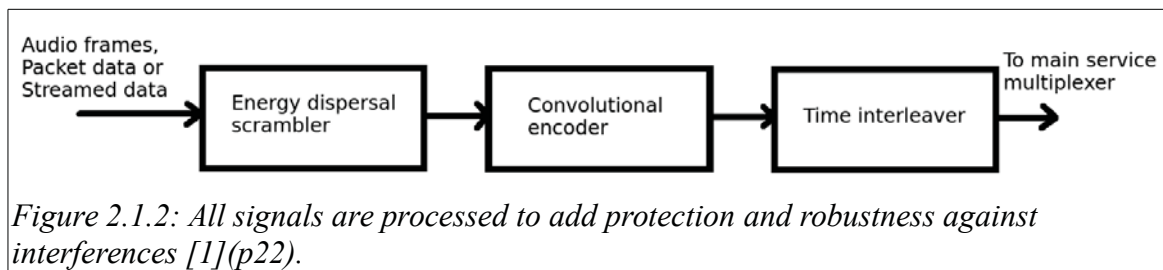 Audio frames,
Packet data or
Streamed data
Energy dispersal
scrambler
Convolutional
encoder
Time interleaver
To main service
multiplexer
Figure 2.1.2: All signals are processed to add protection and robustness against
interferences [1](p22).